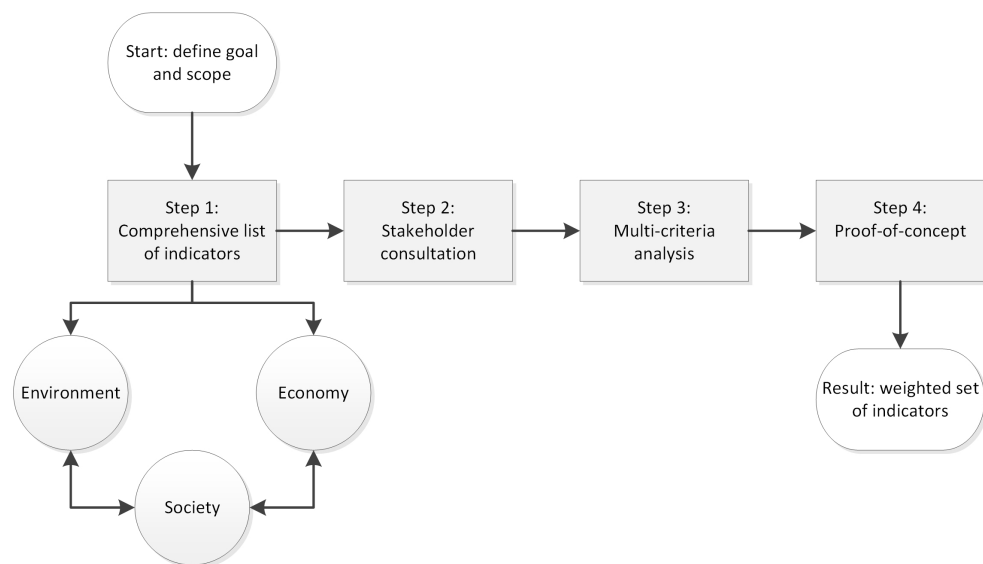 Start: define goal
and scope
Step 1:
Comprehensive list
of indicators
Step 2:
Stakeholder
consultation
Step 3:
Multi-criteria
analysis
Step 4:
Proof-of-concept
Environment
Economy
Society
Result: weighted set
of indicators